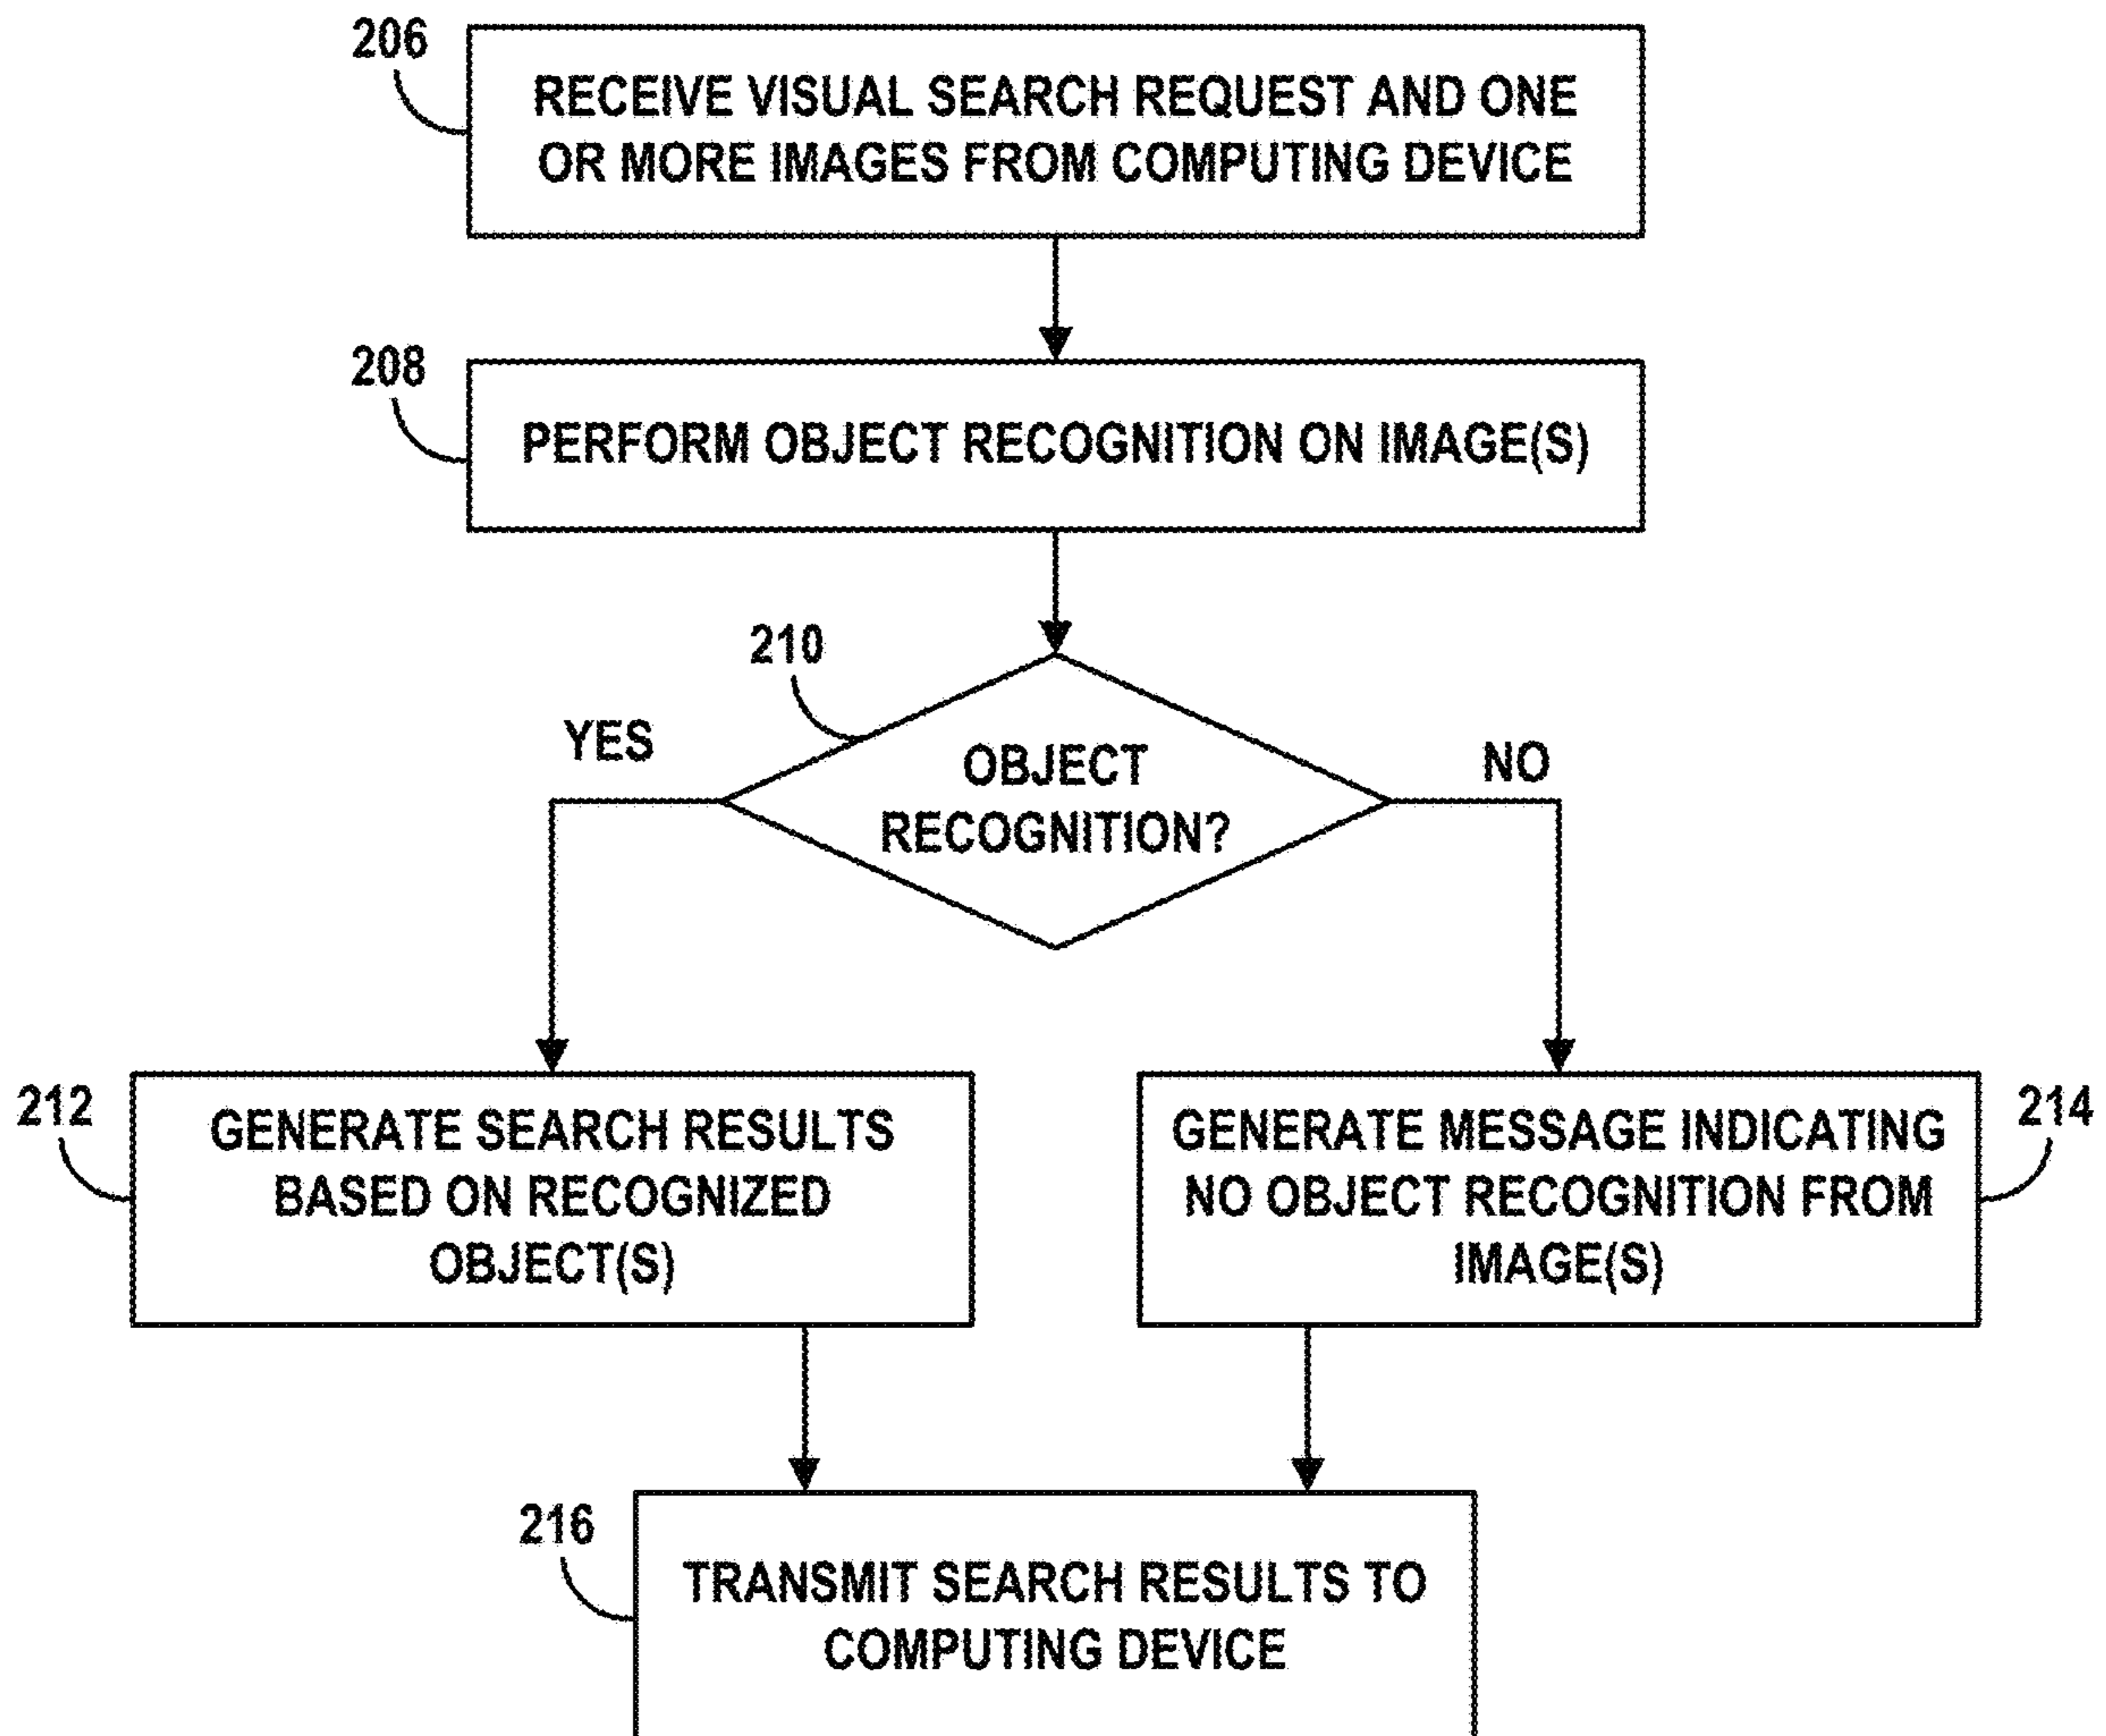 206
RECEIVE VISUAL SEARCH REQUEST AND ONE
OR MORE IMAGES FROM COMPUTING DEVICE
208
PERFORM OBJECT RECOGNITION ON IMAGE(S)
210
YES
OBJECT
RECOGNITION?
NO
212
GENERATE SEARCH RESULTS
BASED ON RECOGNIZED
OBJECT(S)
GENERATE MESSAGE INDICATING
NO OBJECT RECOGNITION FROM
IMAGE(S)
214
216
TRANSMIT SEARCH RESULTS TO
COMPUTING DEVICE